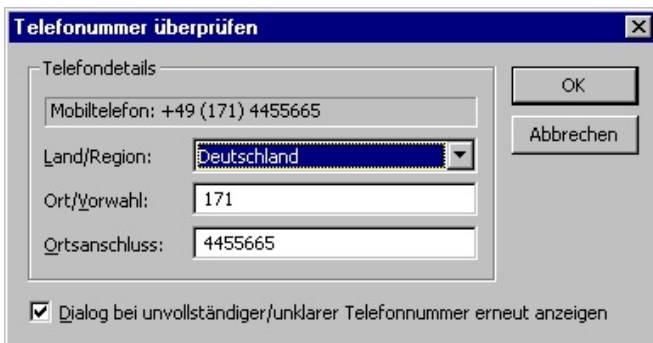 Telefonummer überprüfen
Telefondetails
Mobiltelefon: +49 (171) 4455665
Land/Region: Deutschland
Ort/Vorwahl: 171
Ortsanschluss: 4455665
OK
Abbrechen
Dialog bei unvollständiger/unklarer Telefonnummer erneut anzeigen